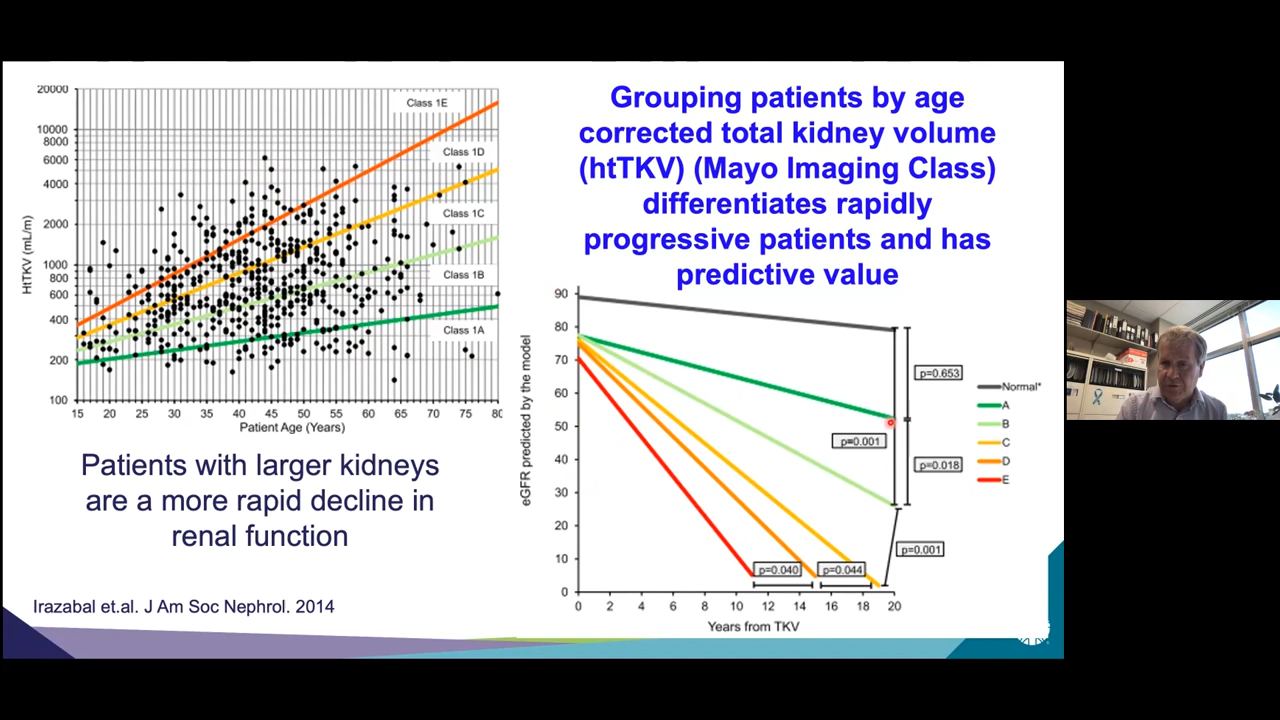 Grouping patients by age
corrected total kidney volume
(htTKV) (Mayo Imaging Class)
differentiates rapidly
progressive patients and has
predictive value
20000
10000
8000
6000
4000
2000
1000
800
600
400
200
100
HtTKV (mL/m)
Class 1E
Class 1D
Class 1C
Class 1B
Class 1A
15 20 25 30 35 40 45 50 55 60 65 70 75 80
Patient Age (Years)
Patients with larger kidneys
are a more rapid decline in
renal function
90
80
70
60
50
40
30
20
10
0
eGFR predicted by the model
p=0.653
p=0.001
p=0.018
p=0.001
p=0.040
p=0.044
Normal*
A
B
C
D
E
0 2 4 6 8 10 12 14 16 18 20
Years from TKV
Irazabal et.al. J Am Soc Nephrol. 2014